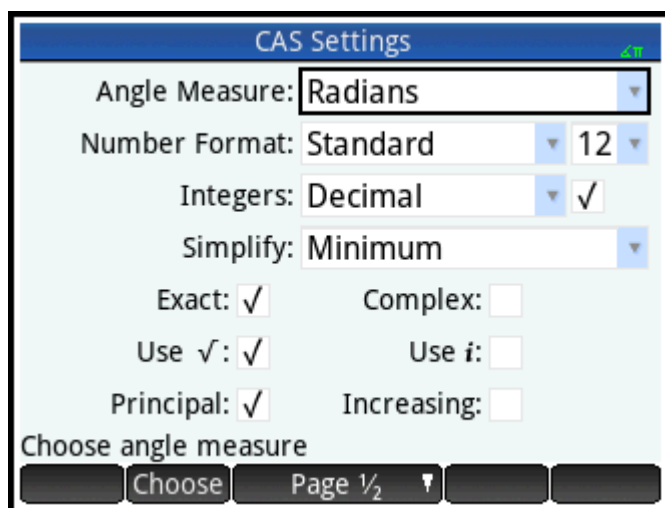 CAS Settings ∡π
Angle Measure: Radians
Number Format: Standard 12
Integers: Decimal √
Simplify: Minimum
Exact: √ Complex:
Use √: √ Use i:
Principal: √ Increasing:
Choose angle measure
Choose Page ½